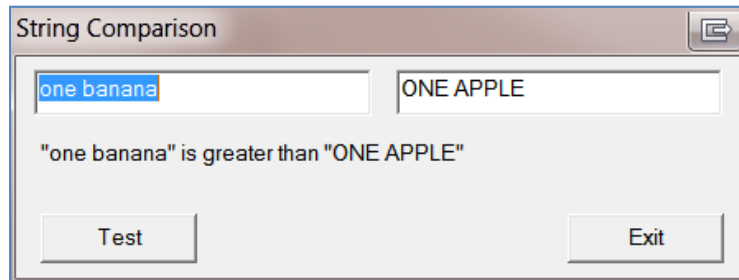 String Comparison
one banana ONE APPLE
"one banana" is greater than "ONE APPLE"
Test Exit